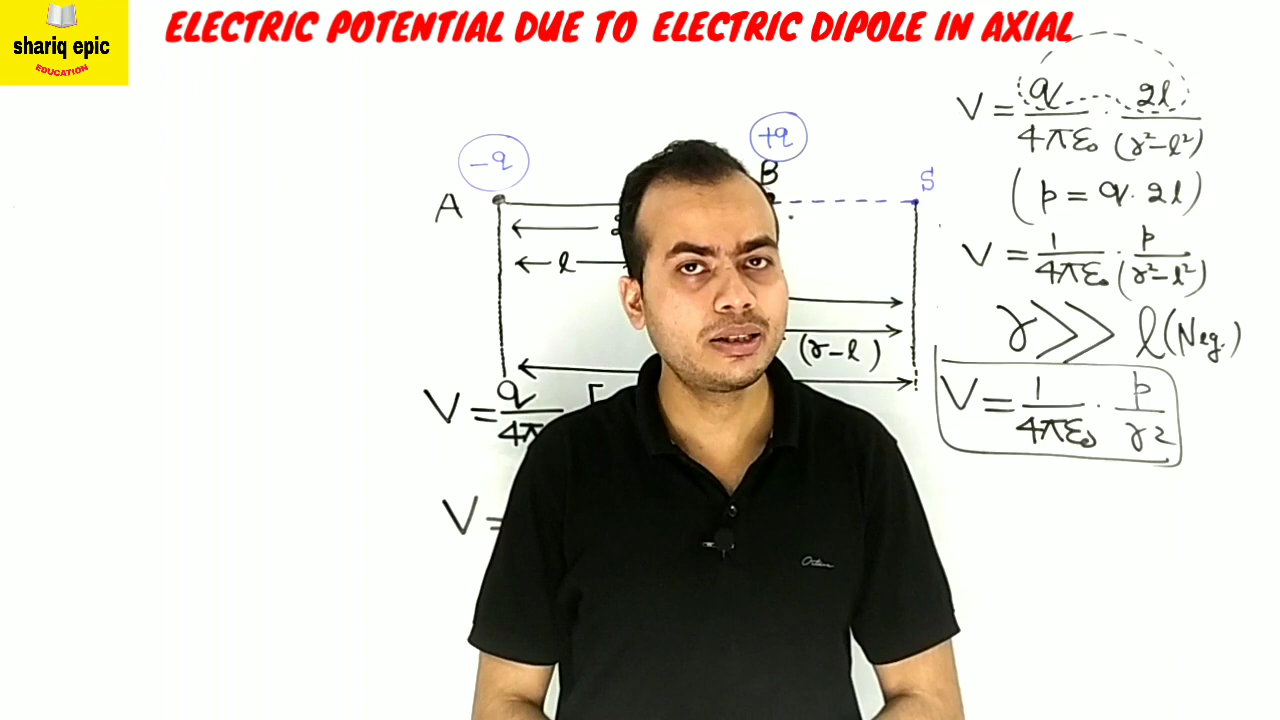 shariq epic
EDUCATION
ELECTRIC POTENTIAL DUE TO ELECTRIC DIPOLE IN AXIAL
-q
+q
A
B
S
l
(r-l)
V = q/4π
V =
V = q/4πε₀ · 2l/(r²-l²)
(p = q · 2l)
V = 1/4πε₀ · p/(r²-l²)
r >> l (Neg.)
V = 1/4πε₀ · p/r²